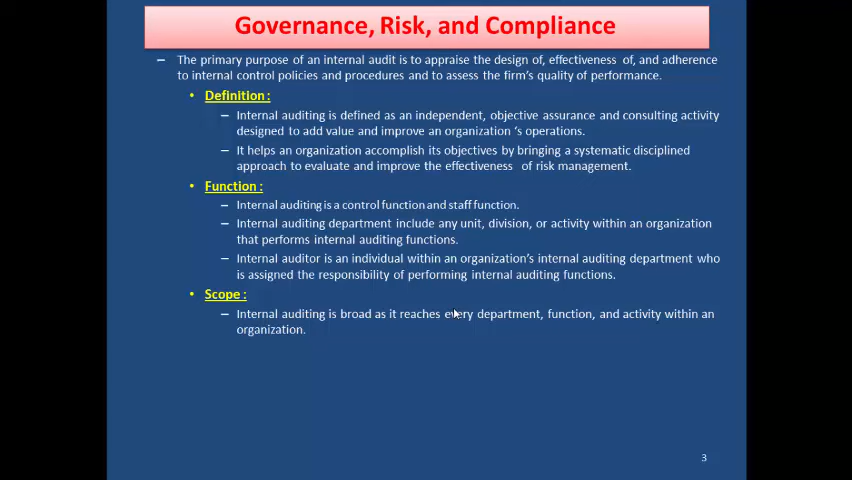 Governance, Risk, and Compliance
– The primary purpose of an internal audit is to appraise the design of, effectiveness of, and adherence
to internal control policies and procedures and to assess the firm's quality of performance.
• Definition :
– Internal auditing is defined as an independent, objective assurance and consulting activity
designed to add value and improve an organization 's operations.
– It helps an organization accomplish its objectives by bringing a systematic disciplined
approach to evaluate and improve the effectiveness of risk management.
• Function :
– Internal auditing is a control function and staff function.
– Internal auditing department include any unit, division, or activity within an organization
that performs internal auditing functions.
– Internal auditor is an individual within an organization's internal auditing department who
is assigned the responsibility of performing internal auditing functions.
• Scope :
– Internal auditing is broad as it reaches every department, function, and activity within an
organization.
3